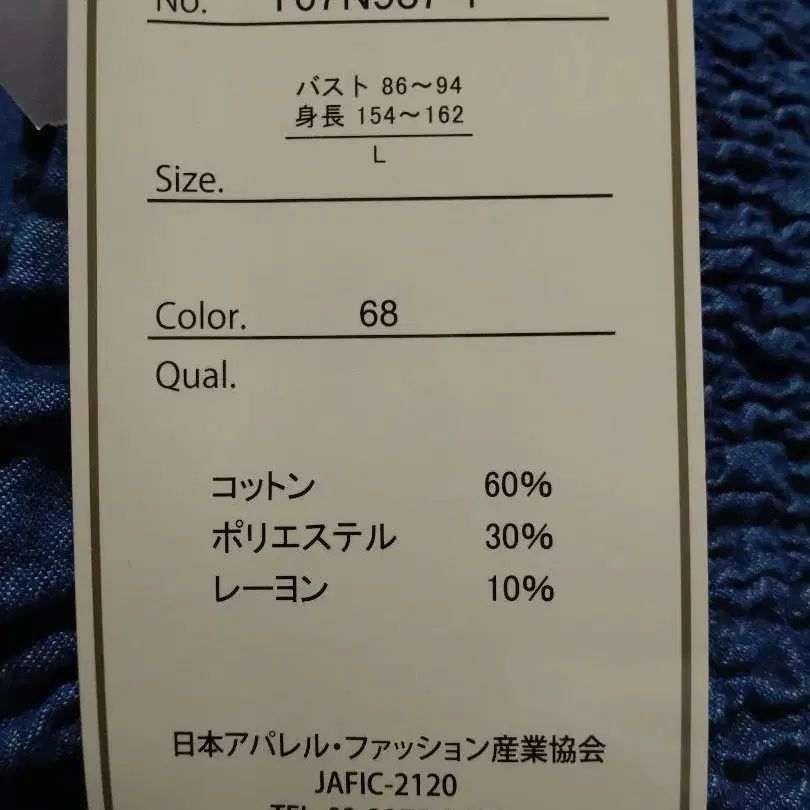 No.
バスト 86～94
身長 154～162
L
Size.
Color. 68
Qual.
コットン 60%
ポリエステル 30%
レーヨン 10%
日本アパレル・ファッション産業協会
JAFIC-2120